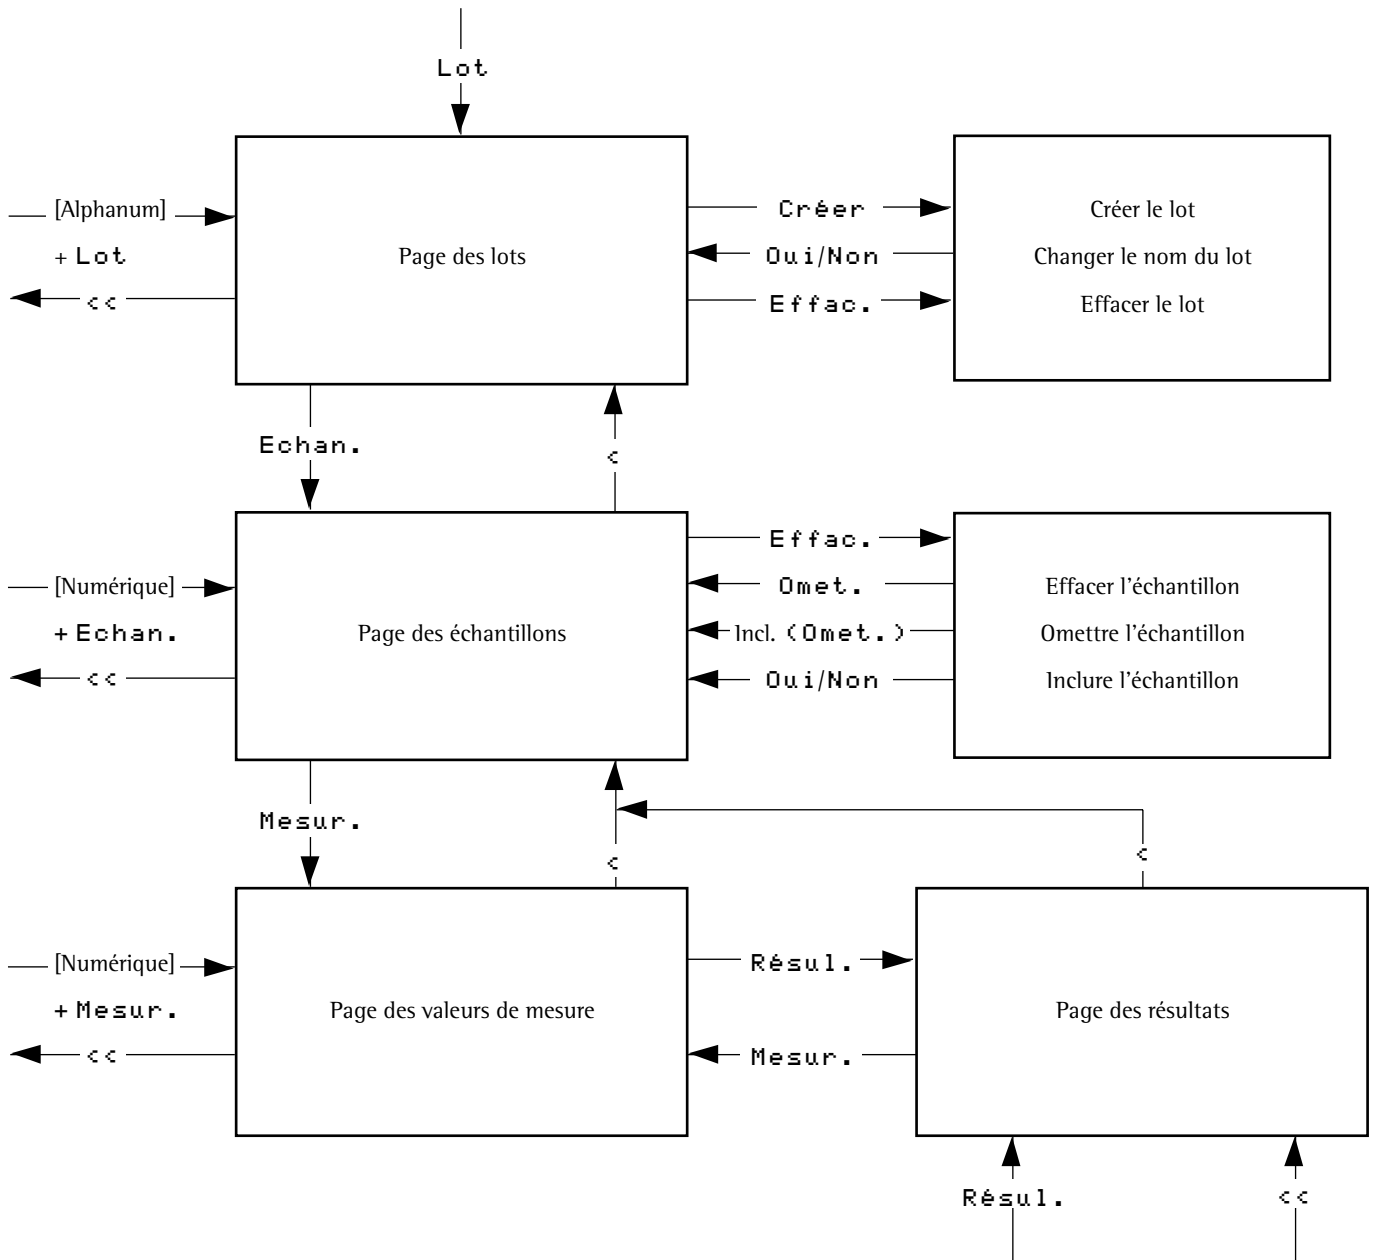 Lot
[Alphanum]
+ Lot
<<
Page des lots
Créer
Oui/Non
Effac.
Créer le lot
Changer le nom du lot
Effacer le lot
Echan.
<
[Numérique]
+ Echan.
<<
Page des échantillons
Effac.
Omet.
Incl. (Omet.)
Oui/Non
Effacer l'échantillon
Omettre l'échantillon
Inclure l'échantillon
Mesur.
<
<
[Numérique]
+ Mesur.
<<
Page des valeurs de mesure
Résul.
Mesur.
Page des résultats
Résul.
<<